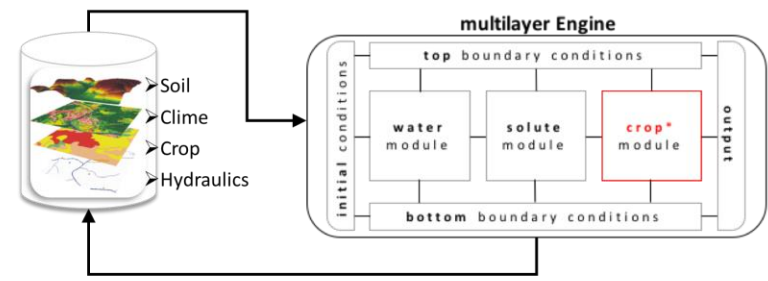 multilayer Engine
Soil
Clime
Crop
Hydraulics
initial conditions
top boundary conditions
water
module
solute
module
crop*
module
bottom boundary conditions
output